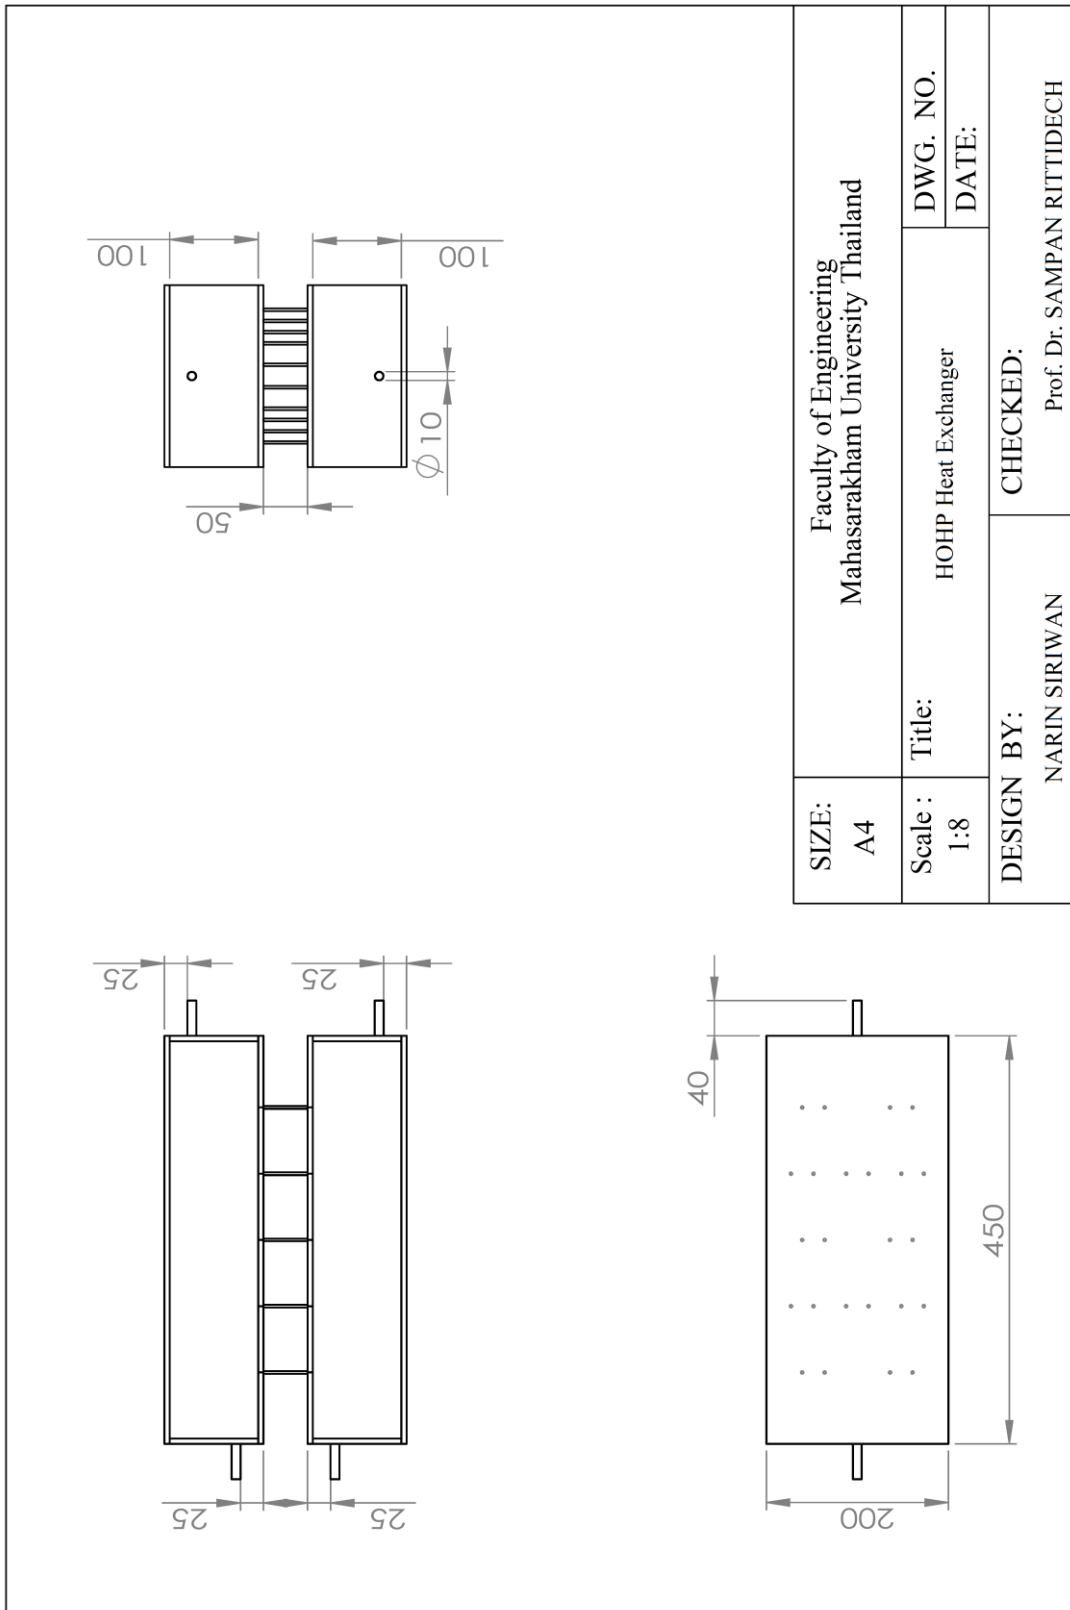 100
100
50
Ø10
25
25
25
25
40
450
200
SIZE:
A4
Faculty of Engineering
Mahasarakham University Thailand
Scale :
1:8
Title:
HOHP Heat Exchanger
DWG. NO.
DATE:
DESIGN BY:
NARIN SIRIWAN
CHECKED:
Prof. Dr. SAMPAN RITTIDECH